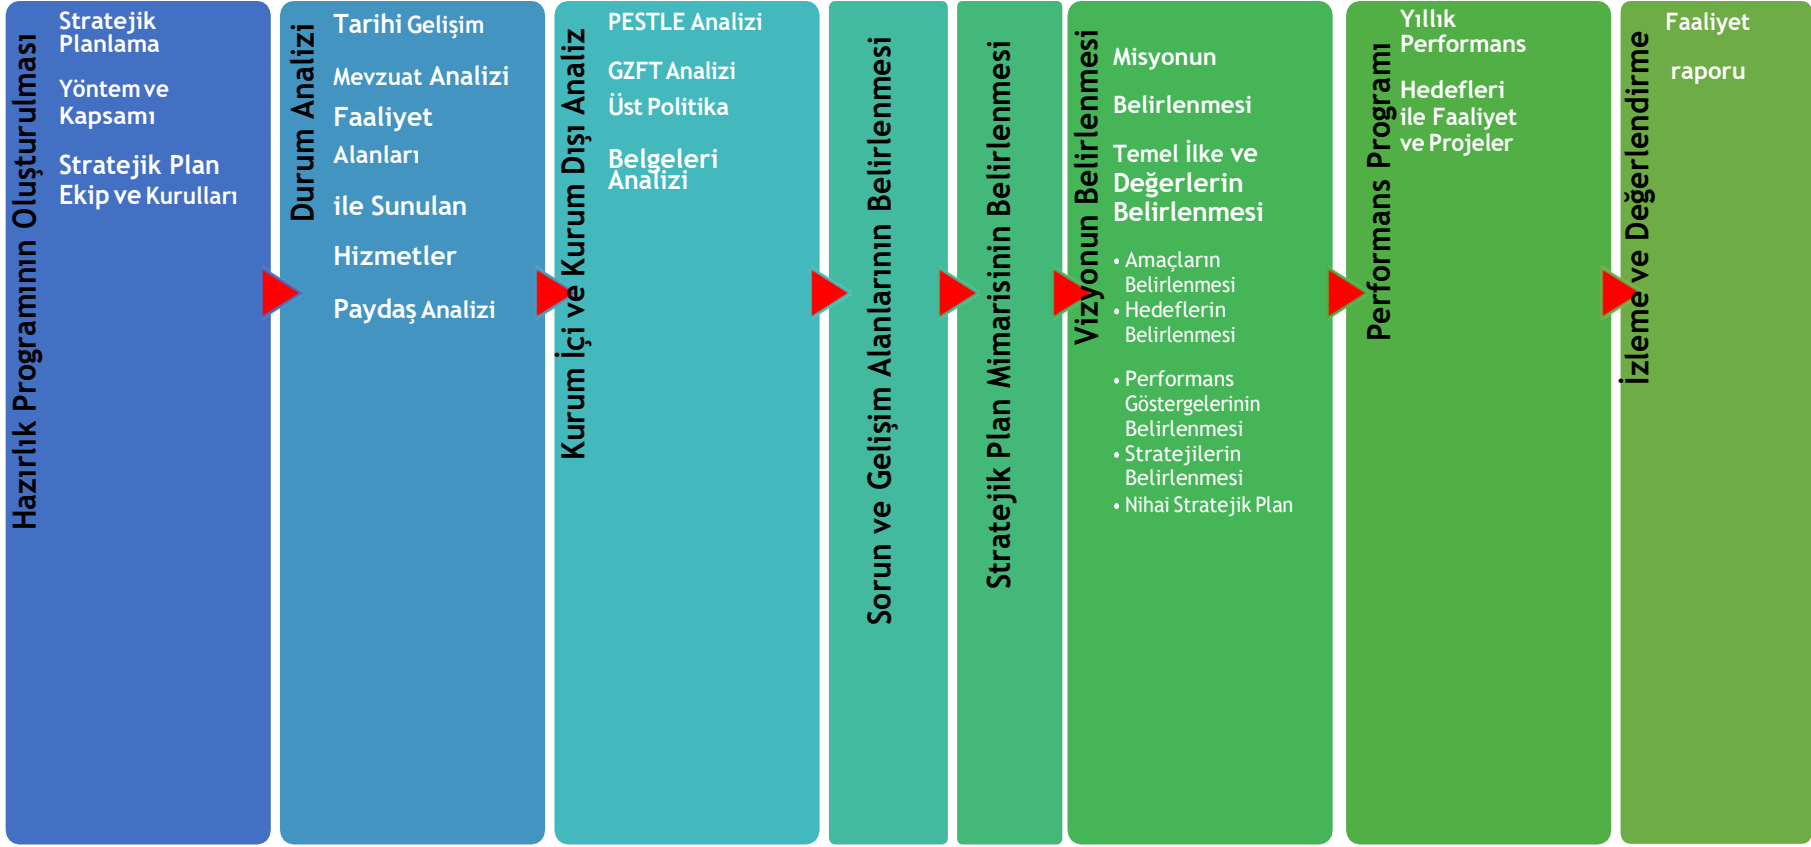 Hazırlık Programının Oluşturulması
Stratejik
Planlama
Yöntem ve
Kapsamı
Stratejik Plan
Ekip ve Kurulları
Durum Analizi
Tarihi Gelişim
Mevzuat Analizi
Faaliyet
Alanları
ile Sunulan
Hizmetler
Paydaş Analizi
Kurum İçi ve Kurum Dışı Analiz
PESTLE Analizi
GZFT Analizi
Üst Politika
Belgeleri
Analizi
Sorun ve Gelişim Alanlarının Belirlenmesi
Stratejik Plan Mimarisinin Belirlenmesi
Vizyonun Belirlenmesi
Misyonun
Belirlenmesi
Temel İlke ve
Değerlerin
Belirlenmesi
• Amaçların
Belirlenmesi
• Hedeflerin
Belirlenmesi
• Performans
Göstergelerinin
Belirlenmesi
• Stratejilerin
Belirlenmesi
• Nihai Stratejik Plan
Performans Programı
Yıllık
Performans
Hedefleri
ile Faaliyet
ve Projeler
İzleme ve Değerlendirme
Faaliyet
raporu